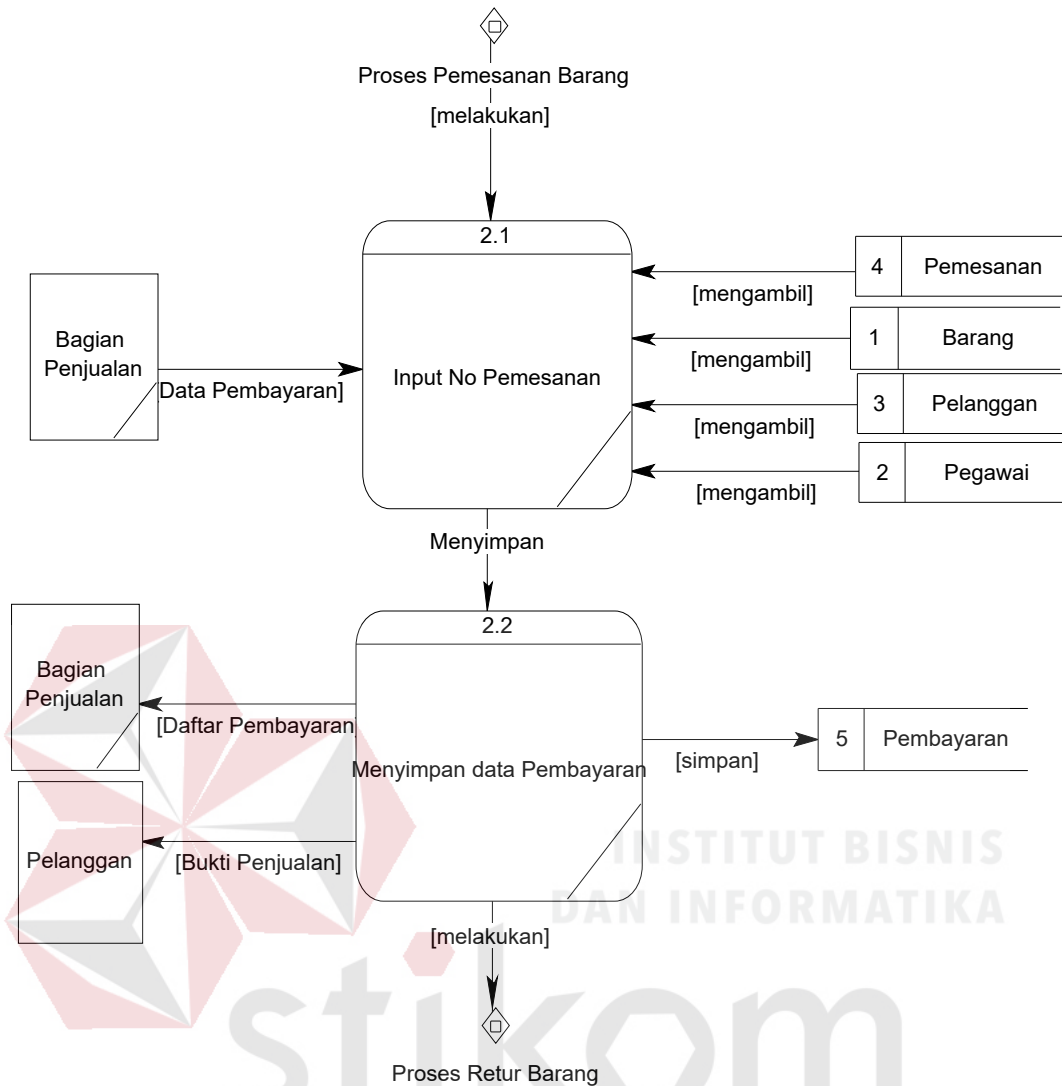 Proses Pemesanan Barang
[melakukan]
2.1
Input No Pemesanan
Bagian
Penjualan
[Data Pembayaran]
4 Pemesanan
[mengambil]
1 Barang
[mengambil]
3 Pelanggan
[mengambil]
2 Pegawai
[mengambil]
Menyimpan
2.2
Menyimpan data Pembayaran
Bagian
Penjualan
[Daftar Pembayaran
Pelanggan
[Bukti Penjualan]
[simpan]
5 Pembayaran
INSTITUT BISNIS
DAN INFORMATIKA
[melakukan]
stikom
Proses Retur Barang